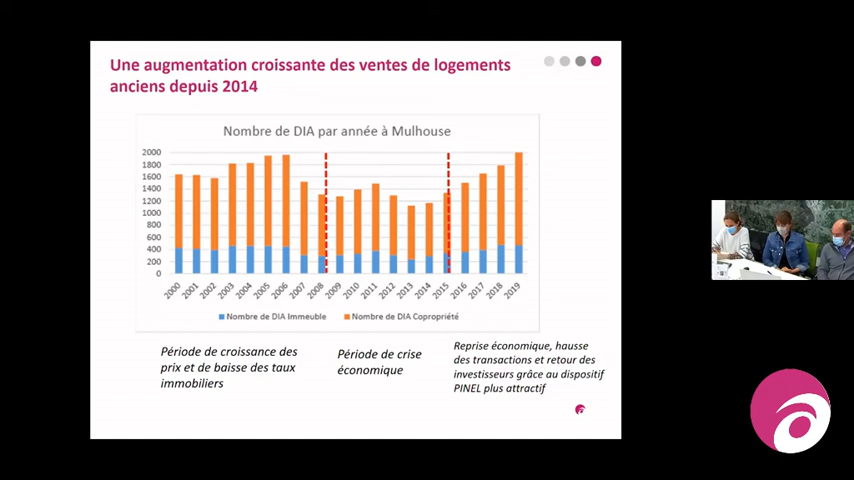 Une augmentation croissante des ventes de logements
anciens depuis 2014
Nombre de DIA par année à Mulhouse
2000
1800
1600
1400
1200
1000
800
600
400
200
0
2000 2001 2002 2003 2004 2005 2006 2007 2008 2009 2010 2011 2012 2013 2014 2015 2016 2017 2018 2019
Nombre de DIA Immeuble Nombre de DIA Copropriété
Période de croissance des
prix et de baisse des taux
immobiliers
Période de crise
économique
Reprise économique, hausse
des transactions et retour des
investisseurs grâce au dispositif
PINEL plus attractif